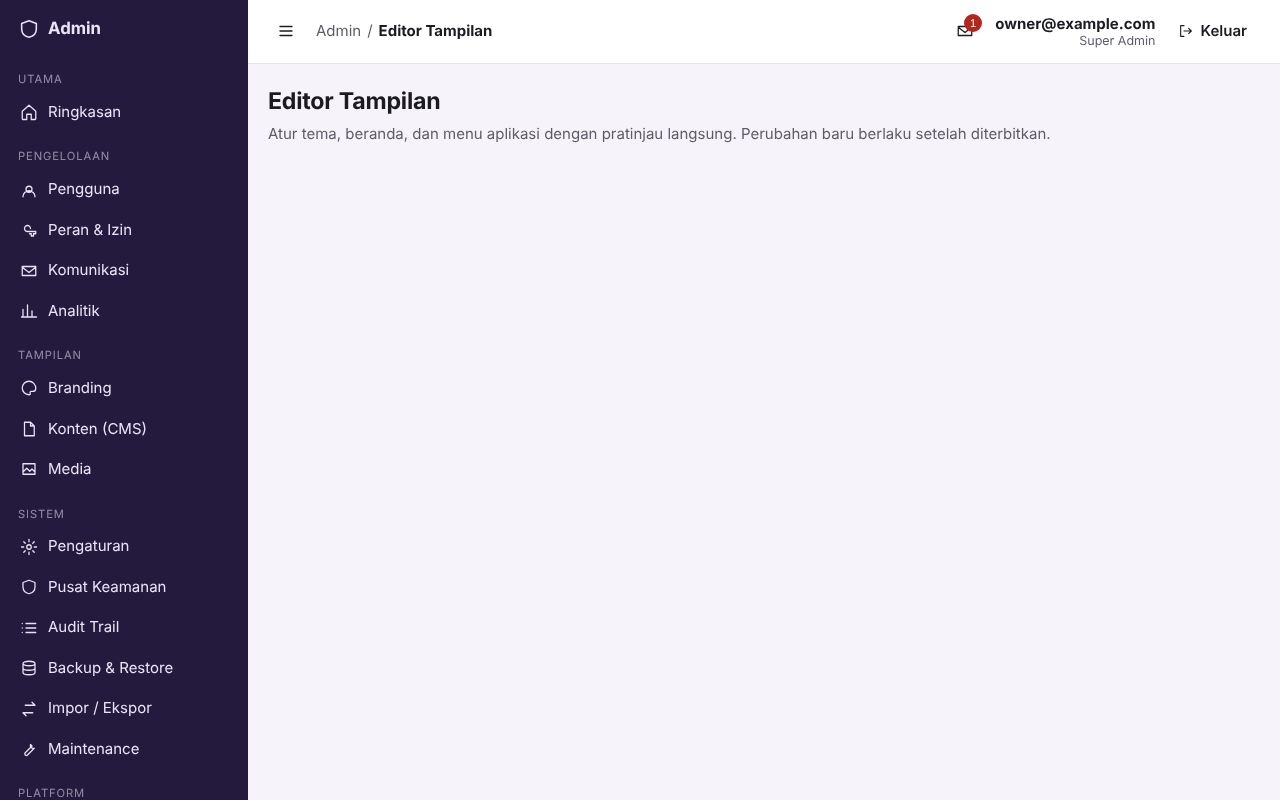 Admin
UTAMA
Ringkasan
PENGELOLAAN
Pengguna
Peran & Izin
Komunikasi
Analitik
TAMPILAN
Branding
Konten (CMS)
Media
SISTEM
Pengaturan
Pusat Keamanan
Audit Trail
Backup & Restore
Impor / Ekspor
Maintenance
PLATFORM
Admin / Editor Tampilan
1
owner@example.com
Super Admin
Keluar
Editor Tampilan
Atur tema, beranda, dan menu aplikasi dengan pratinjau langsung. Perubahan baru berlaku setelah diterbitkan.